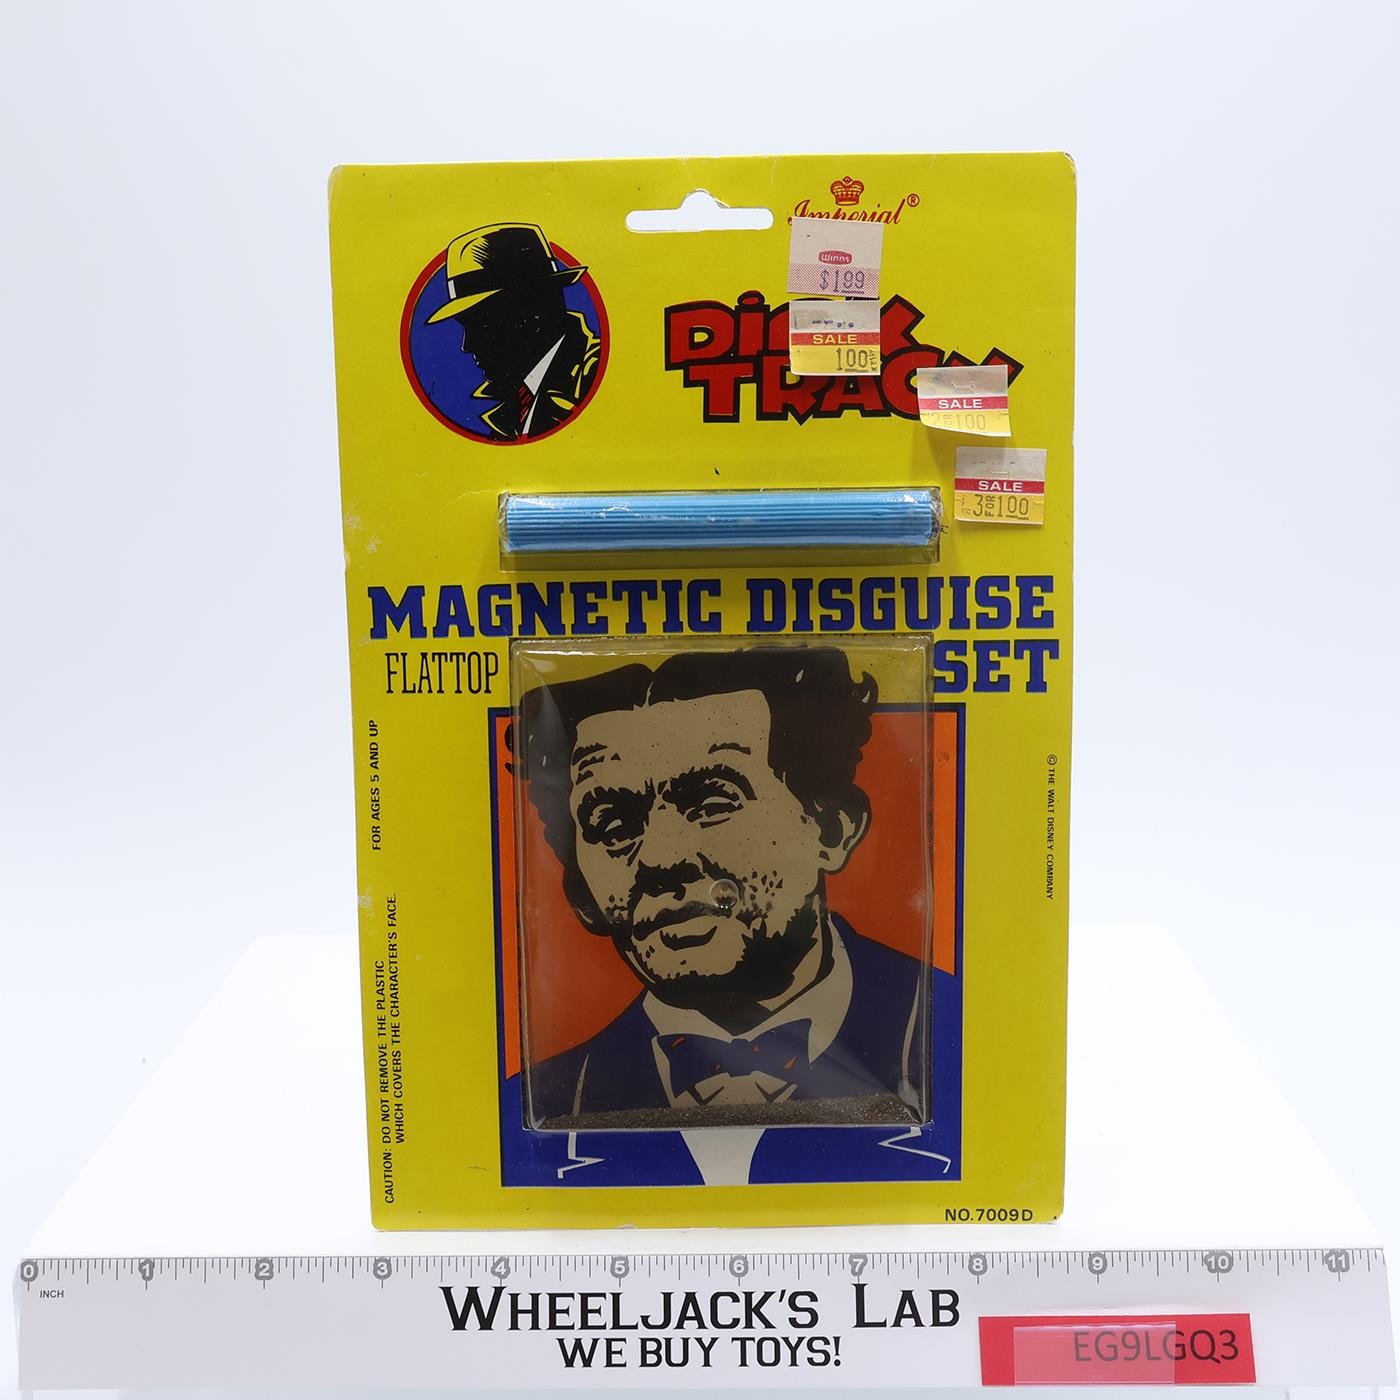 Imperial®
Winns
$1.99
SALE
1.00
DICK
TRACY
SALE
2 FOR 1.00
SALE
3 FOR 1.00
MAGNETIC DISGUISE
FLATTOP
SET
FOR AGES 5 AND UP
CAUTION: DO NOT REMOVE THE PLASTIC
WHICH COVERS THE CHARACTER'S FACE.
© THE WALT DISNEY COMPANY
NO.7009D
0 1 2 3 4 5 6 7 8 9 10 11
INCH
WHEELJACK'S LAB
WE BUY TOYS!
EG9LGQ3